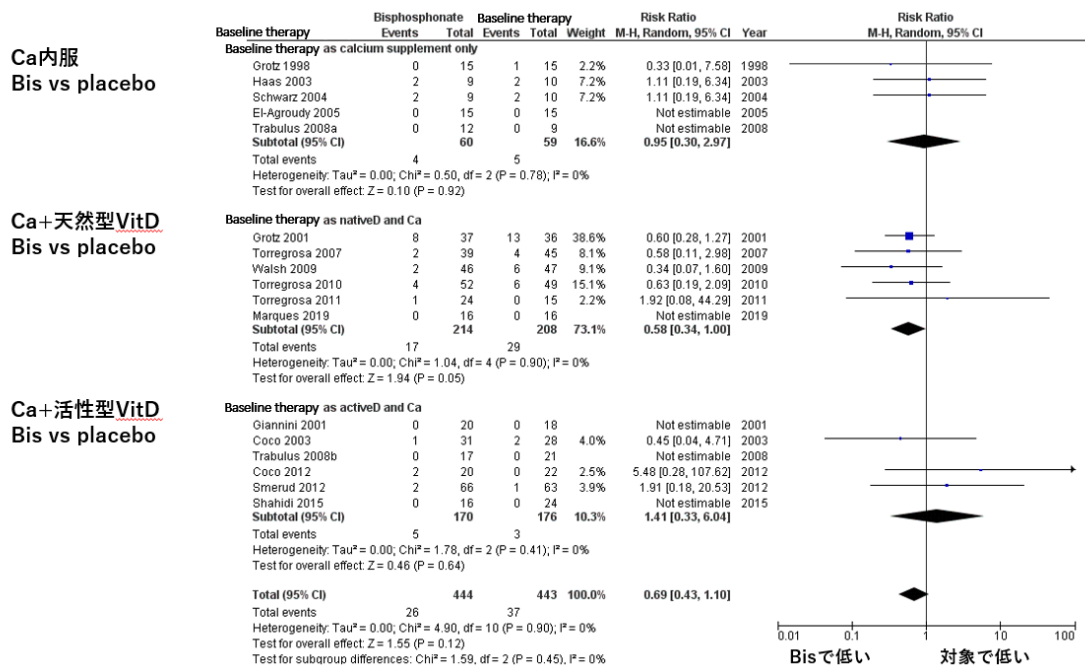 Bisphosphonate Baseline therapy Risk Ratio Risk Ratio
Baseline therapy Events Total Events Total Weight M-H, Random, 95% CI Year M-H, Random, 95% CI
Ca内服
Bis vs placebo
Baseline therapy as calcium supplement only
Grotz 1998 0 15 1 15 2.2% 0.33 [0.01, 7.58] 1998
Haas 2003 2 9 2 10 7.2% 1.11 [0.19, 6.34] 2003
Schwarz 2004 2 9 2 10 7.2% 1.11 [0.19, 6.34] 2004
El-Agroudy 2005 0 15 0 15 Not estimable 2005
Trabulus 2008a 0 12 0 9 Not estimable 2008
Subtotal (95% CI) 60 59 16.6% 0.95 [0.30, 2.97]
Total events 4 5
Heterogeneity: Tau² = 0.00; Chi² = 0.50, df = 2 (P = 0.78); I² = 0%
Test for overall effect: Z = 0.10 (P = 0.92)
Ca+天然型VitD
Bis vs placebo
Baseline therapy as nativeD and Ca
Grotz 2001 8 37 13 36 38.6% 0.60 [0.28, 1.27] 2001
Torregrosa 2007 2 39 4 45 8.1% 0.58 [0.11, 2.98] 2007
Walsh 2009 2 46 6 47 9.1% 0.34 [0.07, 1.60] 2009
Torregrosa 2010 4 52 6 49 15.1% 0.63 [0.19, 2.09] 2010
Torregrosa 2011 1 24 0 15 2.2% 1.92 [0.08, 44.29] 2011
Marques 2019 0 16 0 16 Not estimable 2019
Subtotal (95% CI) 214 208 73.1% 0.58 [0.34, 1.00]
Total events 17 29
Heterogeneity: Tau² = 0.00; Chi² = 1.04, df = 4 (P = 0.90); I² = 0%
Test for overall effect: Z = 1.94 (P = 0.05)
Ca+活性型VitD
Bis vs placebo
Baseline therapy as activeD and Ca
Giannini 2001 0 20 0 18 Not estimable 2001
Coco 2003 1 31 2 28 4.0% 0.45 [0.04, 4.71] 2003
Trabulus 2008b 0 17 0 21 Not estimable 2008
Coco 2012 2 20 0 22 2.5% 5.48 [0.28, 107.62] 2012
Smerud 2012 2 66 1 63 3.9% 1.91 [0.18, 20.53] 2012
Shahidi 2015 0 16 0 24 Not estimable 2015
Subtotal (95% CI) 170 176 10.3% 1.41 [0.33, 6.04]
Total events 5 3
Heterogeneity: Tau² = 0.00; Chi² = 1.78, df = 2 (P = 0.41); I² = 0%
Test for overall effect: Z = 0.46 (P = 0.64)
Total (95% CI) 444 443 100.0% 0.69 [0.43, 1.10]
Total events 26 37
Heterogeneity: Tau² = 0.00; Chi² = 4.90, df = 10 (P = 0.90); I² = 0%
Test for overall effect: Z = 1.55 (P = 0.12)
Test for subgroup differences: Chi² = 1.59, df = 2 (P = 0.45), I² = 0%
0.01 0.1 1 10 100
Bisで低い 対象で低い